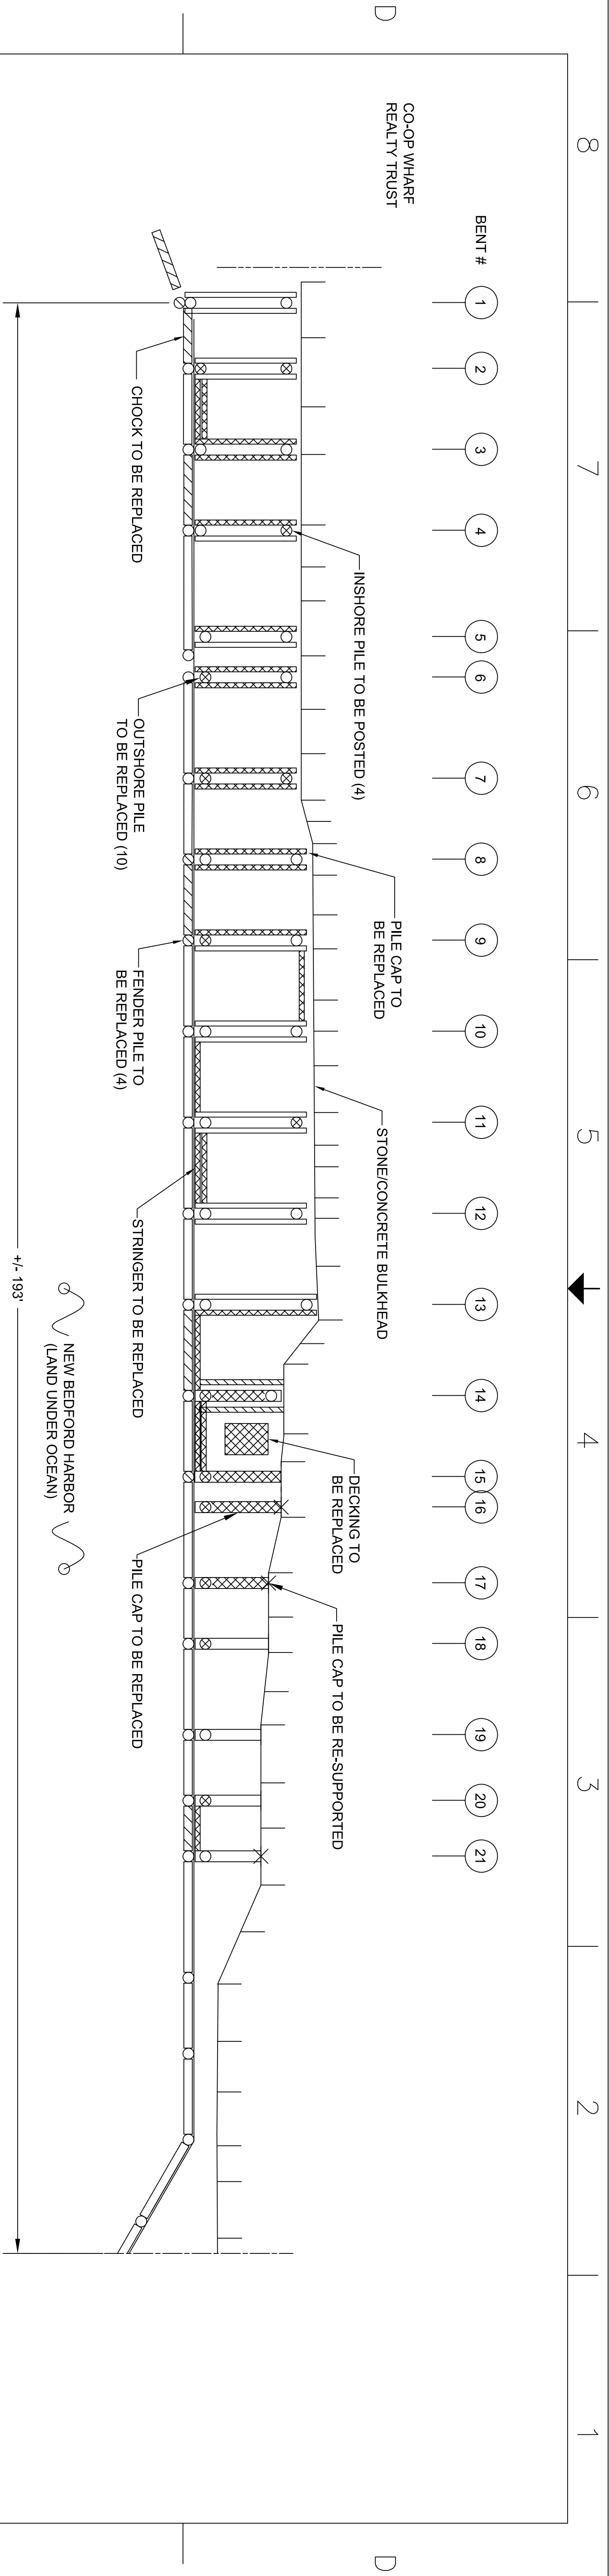 8
7
6
5
4
3
2
1
D
D
CO-OP WHARF
REALTY TRUST
BENT #
1
2
3
4
5
6
7
8
9
10
11
12
13
14
15
16
17
18
19
20
21
INSHORE PILE TO BE POSTED (4)
PILE CAP TO
BE REPLACED
STONE/CONCRETE BULKHEAD
DECKING TO
BE REPLACED
PILE CAP TO BE RE-SUPPORTED
CHOCK TO BE REPLACED
OUTSHORE PILE
TO BE REPLACED (10)
FENDER PILE TO
BE REPLACED (4)
STRINGER TO BE REPLACED
PILE CAP TO BE REPLACED
NEW BEDFORD HARBOR
(LAND UNDER OCEAN)
+/- 193'